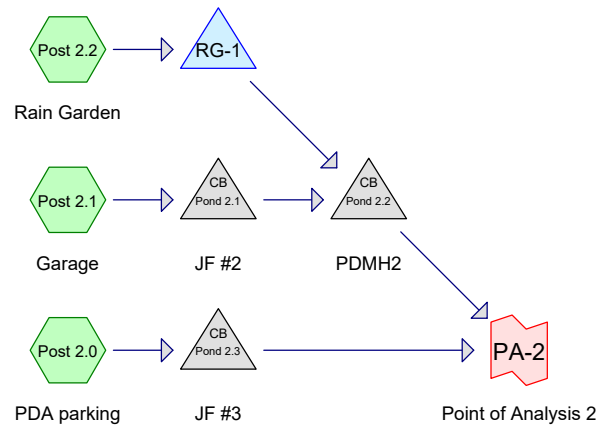 Post 2.2
RG-1
Rain Garden
Post 2.1
CB
Pond 2.1
CB
Pond 2.2
Garage
JF #2
PDMH2
Post 2.0
CB
Pond 2.3
PA-2
PDA parking
JF #3
Point of Analysis 2